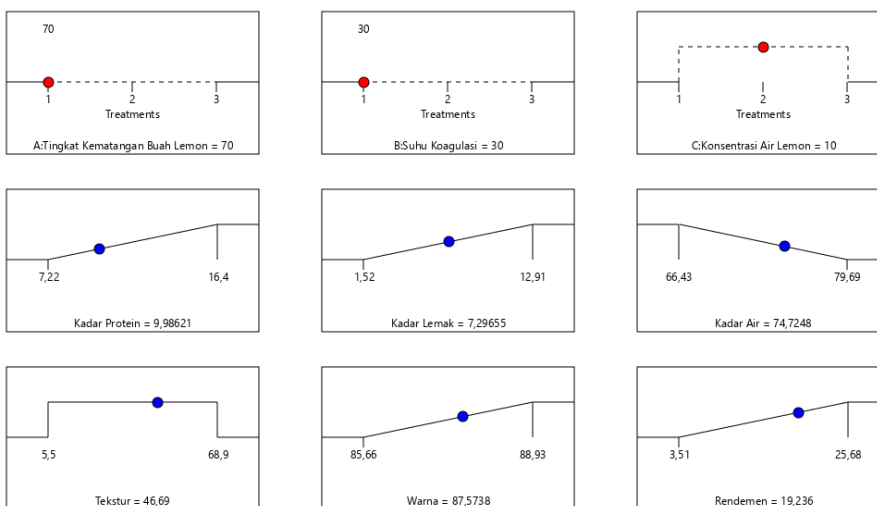 70
1 2 3
Treatments
A:Tingkat Kematangan Buah Lemon = 70
30
1 2 3
Treatments
B:Suhu Koagulasi = 30
1 2 3
Treatments
C:Konsentrasi Air Lemon = 10
7,22 16,4
Kadar Protein = 9,98621
1,52 12,91
Kadar Lemak = 7,29655
66,43 79,69
Kadar Air = 74,7248
5,5 68,9
Tekstur = 46,69
85,66 88,93
Warna = 87,5738
3,51 25,68
Rendemen = 19,236